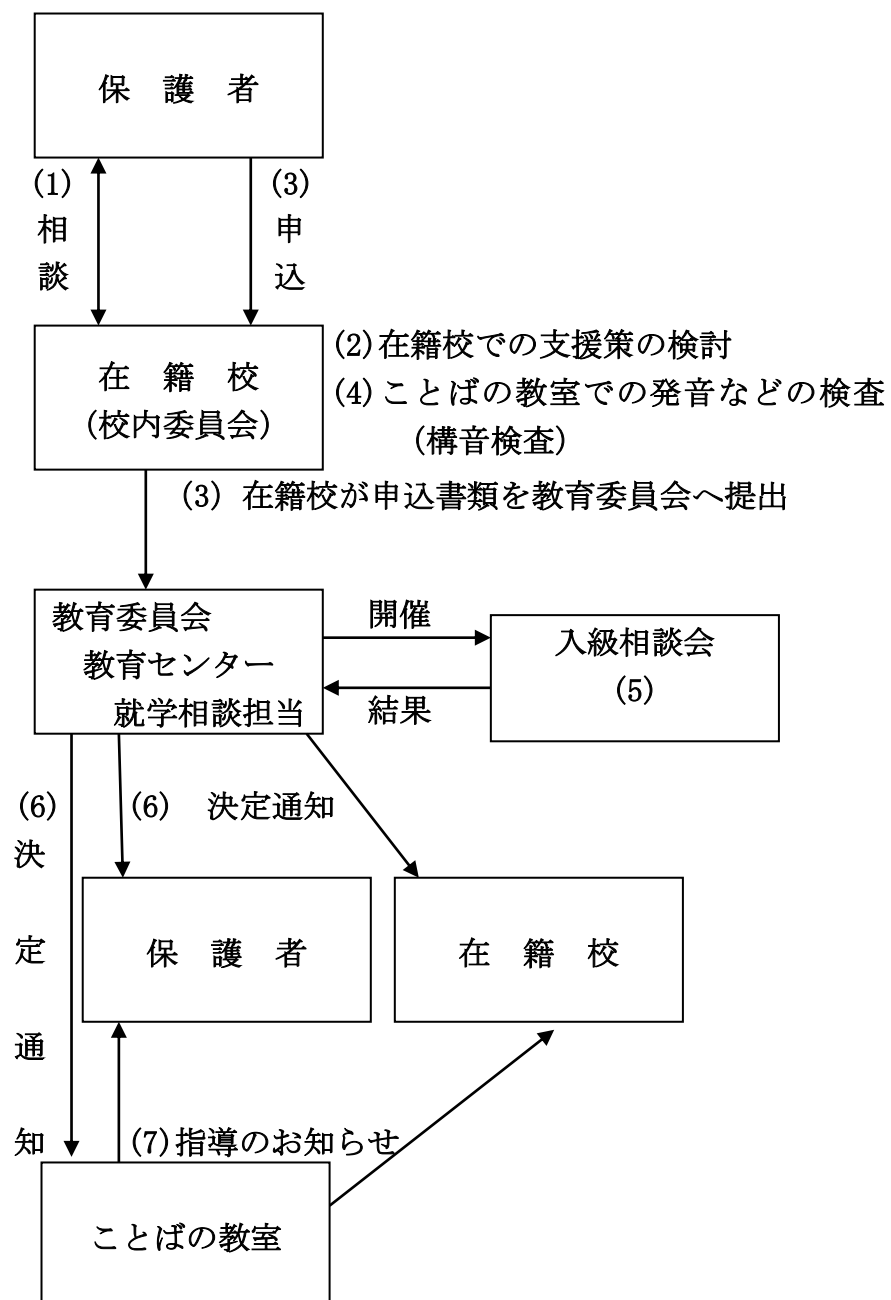 保　護　者
(1)相談
(3)申込
在　籍　校
(校内委員会)
(2)在籍校での支援策の検討
(4)ことばの教室での発音などの検査
(構音検査)
(3) 在籍校が申込書類を教育委員会へ提出
教育委員会
教育センター
就学相談担当
開催
結果
入級相談会
(5)
(6)決定通知
(6)　決定通知
保　護　者
在　籍　校
(7)指導のお知らせ
ことばの教室